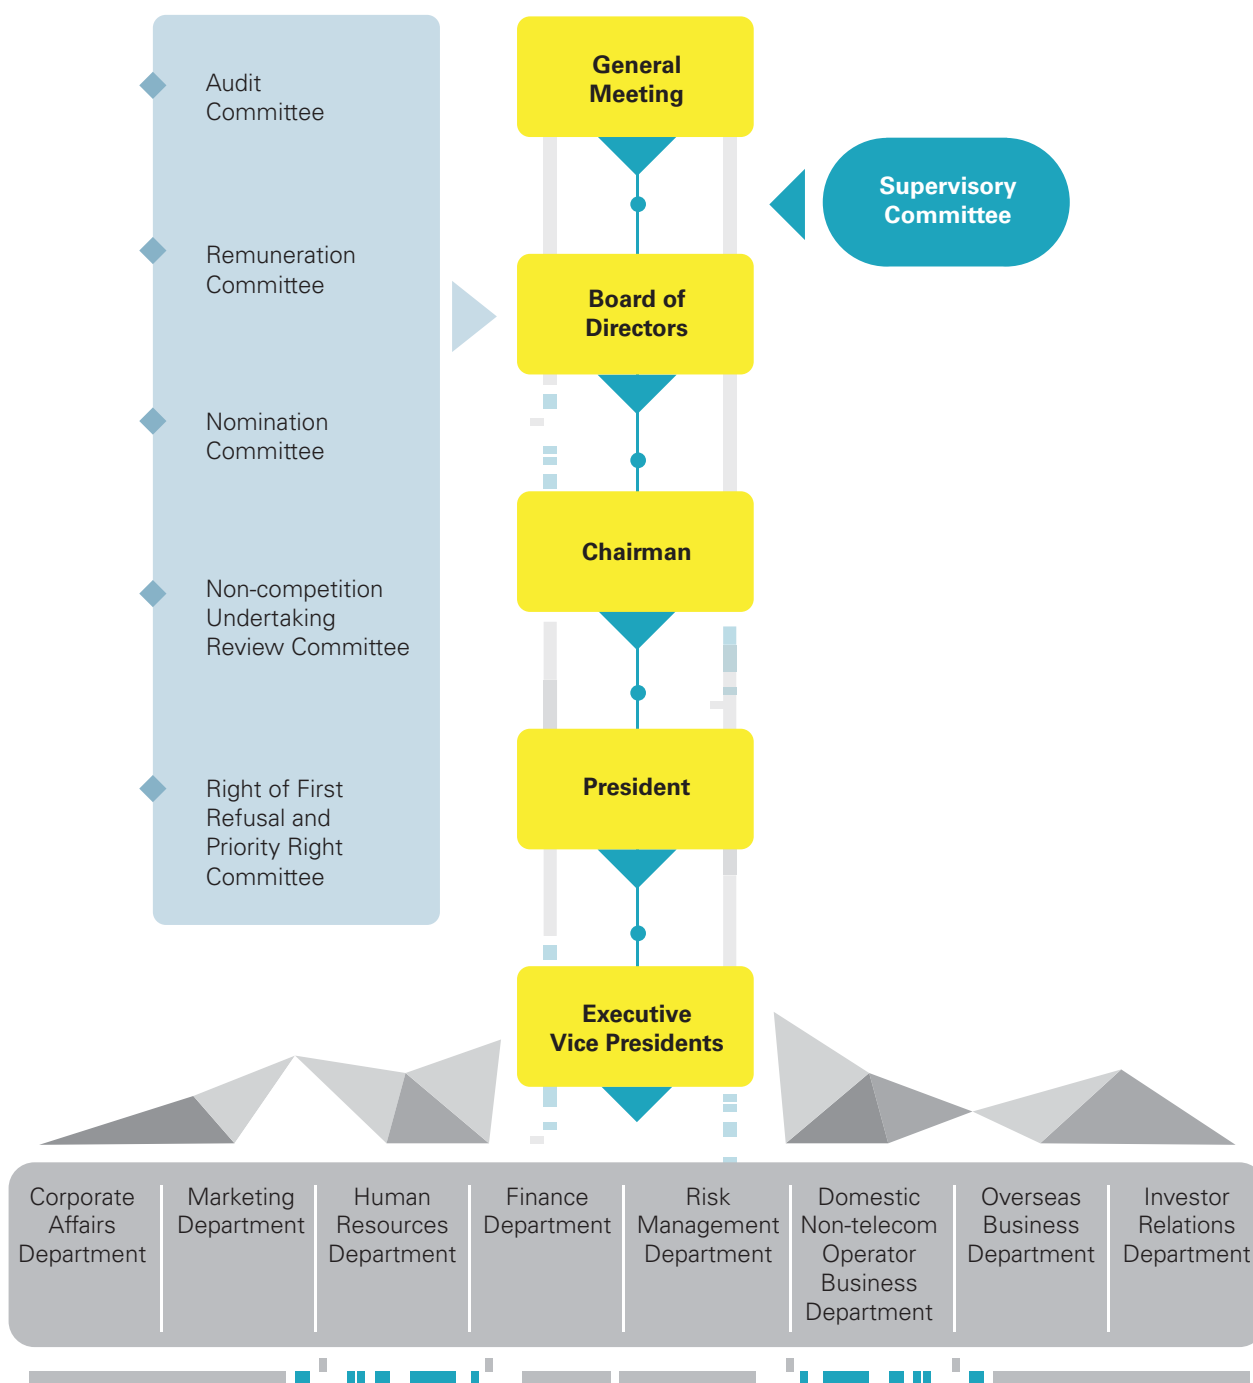 General
Meeting
Supervisory
Committee
Audit
Committee
Remuneration
Committee
Nomination
Committee
Non-competition
Undertaking
Review Committee
Right of First
Refusal and
Priority Right
Committee
Board of
Directors
Chairman
President
Executive
Vice Presidents
Corporate
Affairs
Department
Marketing
Department
Human
Resources
Department
Finance
Department
Risk
Management
Department
Domestic
Non-telecom
Operator
Business
Department
Overseas
Business
Department
Investor
Relations
Department